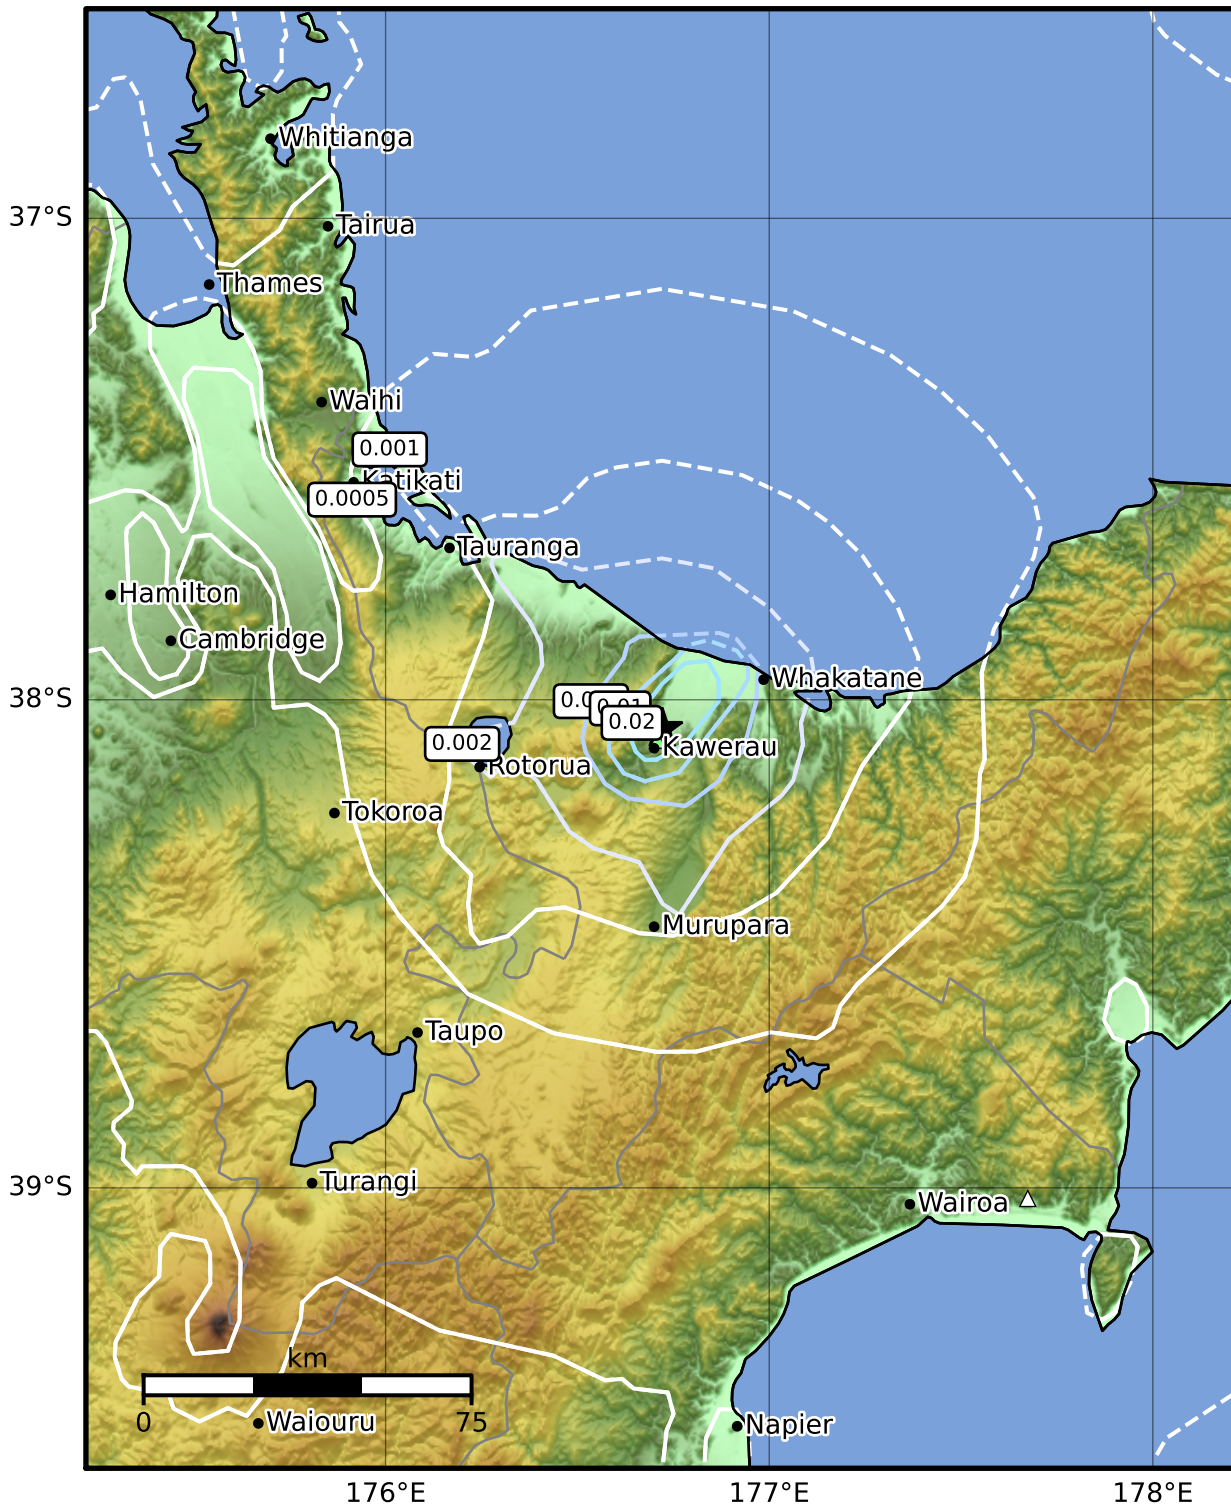 Whitianga
37°S
Tairua
Thames
Waihi
0.001
Katikati
0.0005
Tauranga
Hamilton
Cambridge
Whakatane
38°S
0.02
0.002
Kawerau
Rotorua
Tokoroa
Murupara
Taupo
Turangi
39°S
Wairoa
km
0
75
Waiouru
Napier
176°E
177°E
178°E